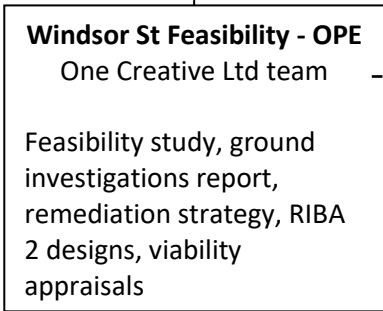 Windsor St Feasibility - OPE
One Creative Ltd team
Feasibility study, ground
investigations report,
remediation strategy, RIBA
2 designs, viability
appraisals